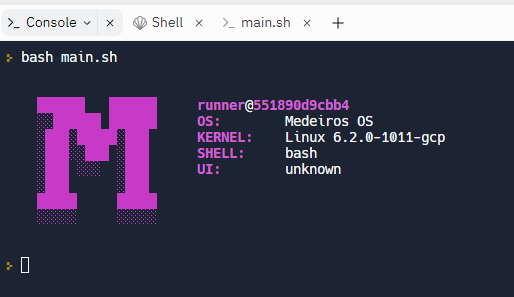 >_ Console
Shell
>_ main.sh
> bash main.sh
M
runner@551890d9cbb4
OS: Medeiros OS
KERNEL: Linux 6.2.0-1011-gcp
SHELL: bash
UI: unknown
>